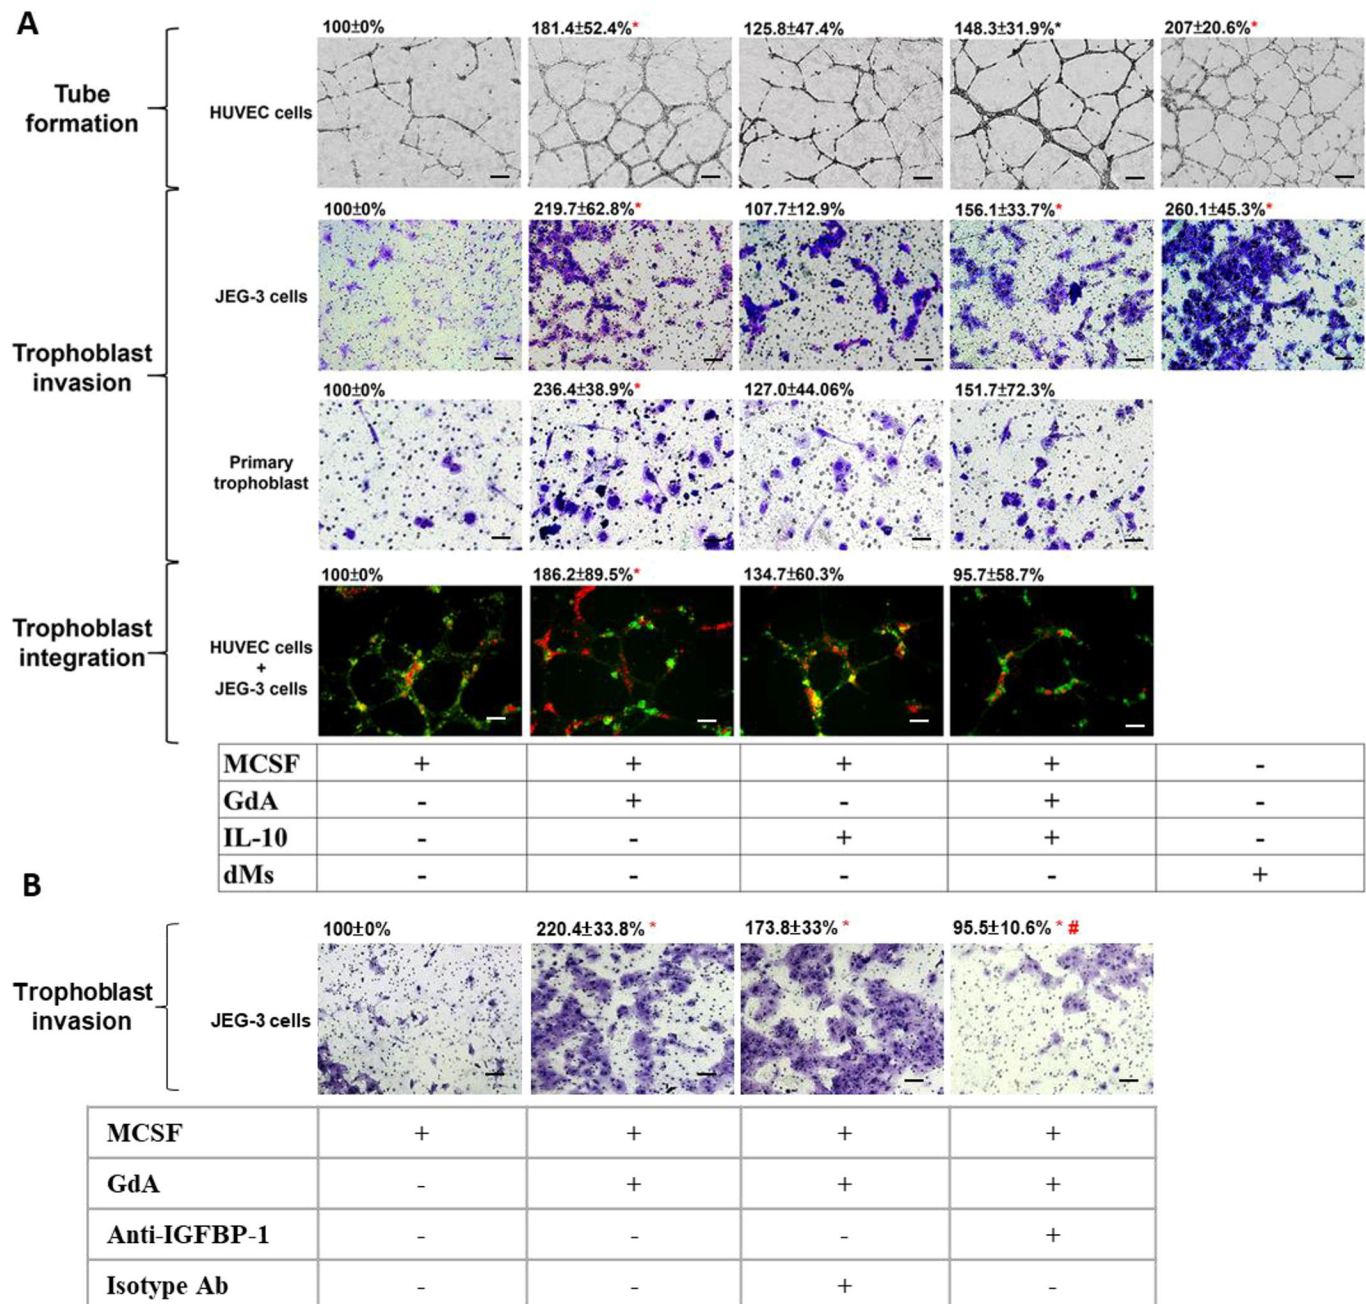 A
100±0%
181.4±52.4%*
125.8±47.4%
148.3±31.9%*
207±20.6%*
Tube
formation
HUVEC cells
100±0%
219.7±62.8%*
107.7±12.9%
156.1±33.7%*
260.1±45.3%*
JEG-3 cells
Trophoblast
invasion
100±0%
236.4±38.9%*
127.0±44.06%
151.7±72.3%
Primary
trophoblast
100±0%
186.2±89.5%*
134.7±60.3%
95.7±58.7%
Trophoblast
integration
HUVEC cells
+
JEG-3 cells
MCSF + + + + -
GdA - + - + -
IL-10 - - + + -
dMs - - - - +
B
100±0%
220.4±33.8% *
173.8±33% *
95.5±10.6% * #
Trophoblast
invasion
JEG-3 cells
MCSF + + + +
GdA - + + +
Anti-IGFBP-1 - - - +
Isotype Ab - - + -